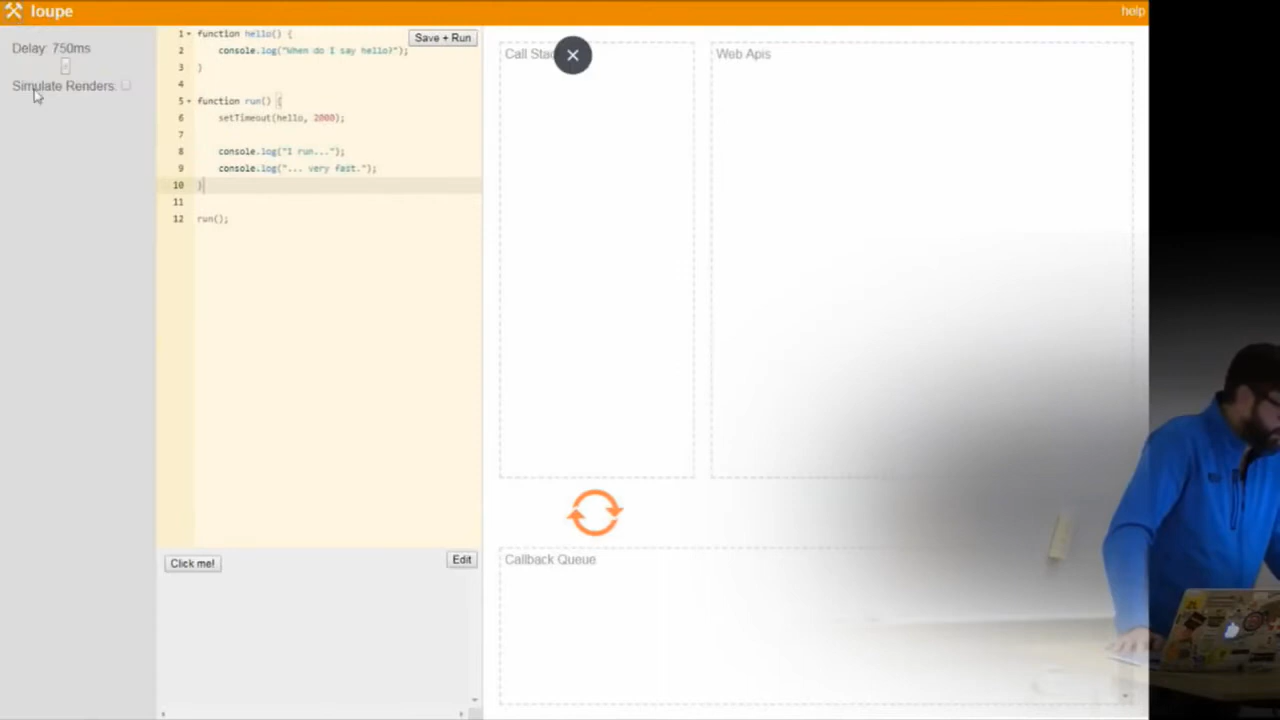 loupe
help
Delay: 750ms
Simulate Renders:
1 function hello() {
2 console.log("When do I say hello?");
3 }
4
5 function run() {
6 setTimeout(hello, 2000);
7
8 console.log("I run...");
9 console.log("... very fast.");
10 }
11
12 run();
Save + Run
Call Stac
Web Apis
Callback Queue
Click me!
Edit